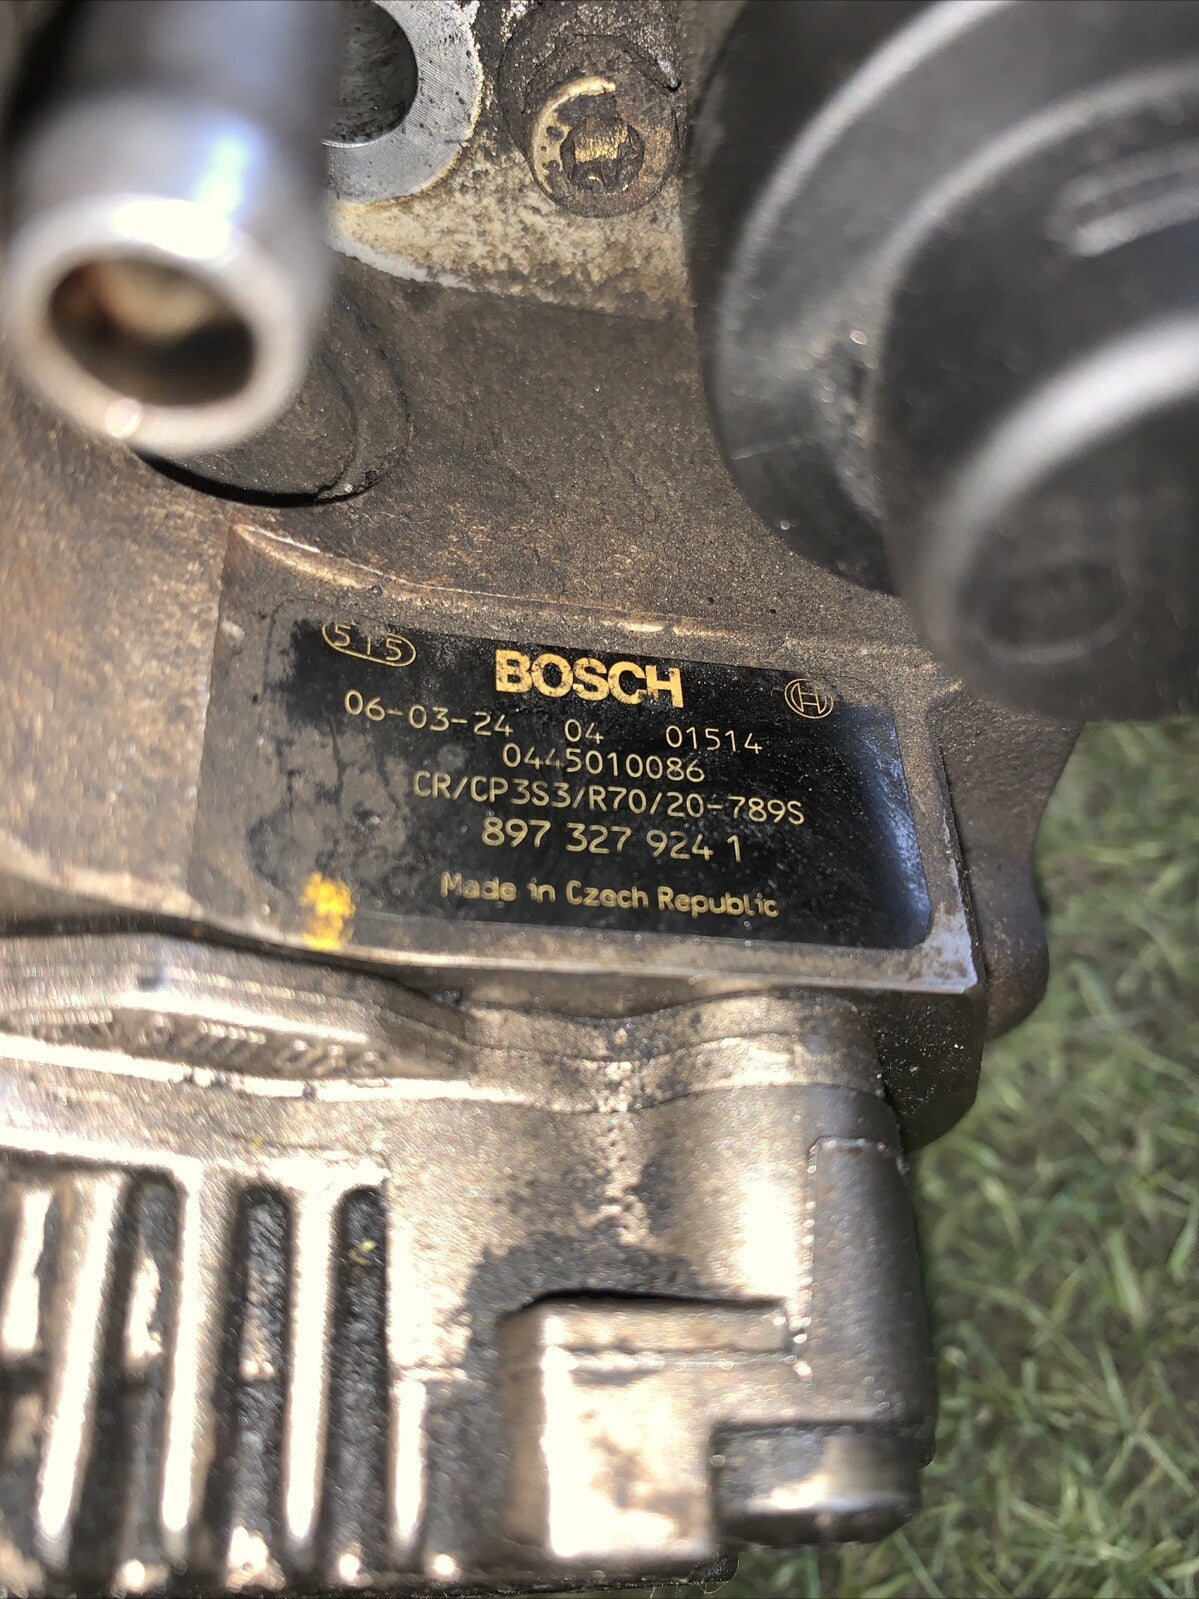 515
BOSCH
06-03-24 04 01514
0445010086
CR/CP3S3/R70/20-789S
897 327 924 1
Made in Czech Republic